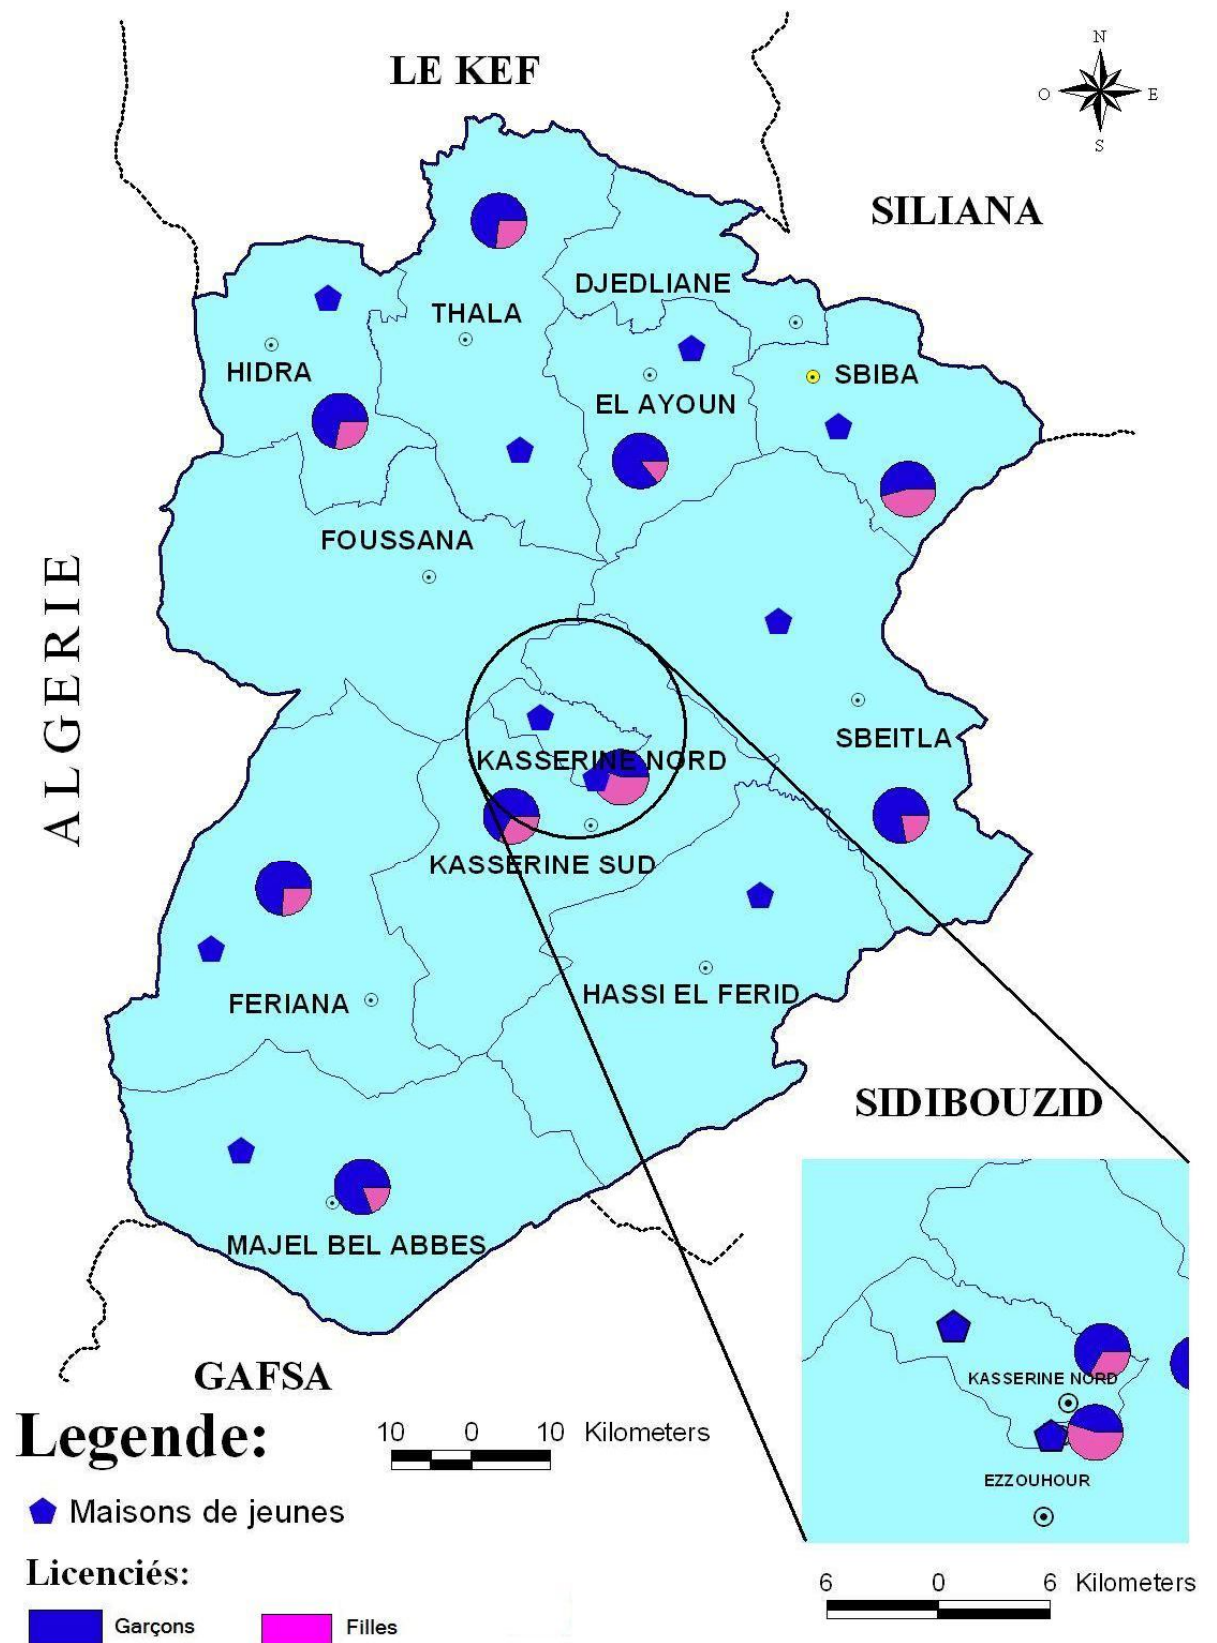 LE KEF
N
O
E
S
SILIANA
DJEDLIANE
THALA
HIDRA
SBIBA
EL AYOUN
FOUSSANA
ALGERIE
SBEITLA
KASSERINE NORD
KASSERINE SUD
HASSI EL FERID
FERIANA
SIDIBOUZID
MAJEL BEL ABBES
GAFSA
KASSERINE NORD
EZZOUHOUR
Legende:
10 0 10 Kilometers
Maisons de jeunes
Licenciés:
Garçons
Filles
6 0 6 Kilometers